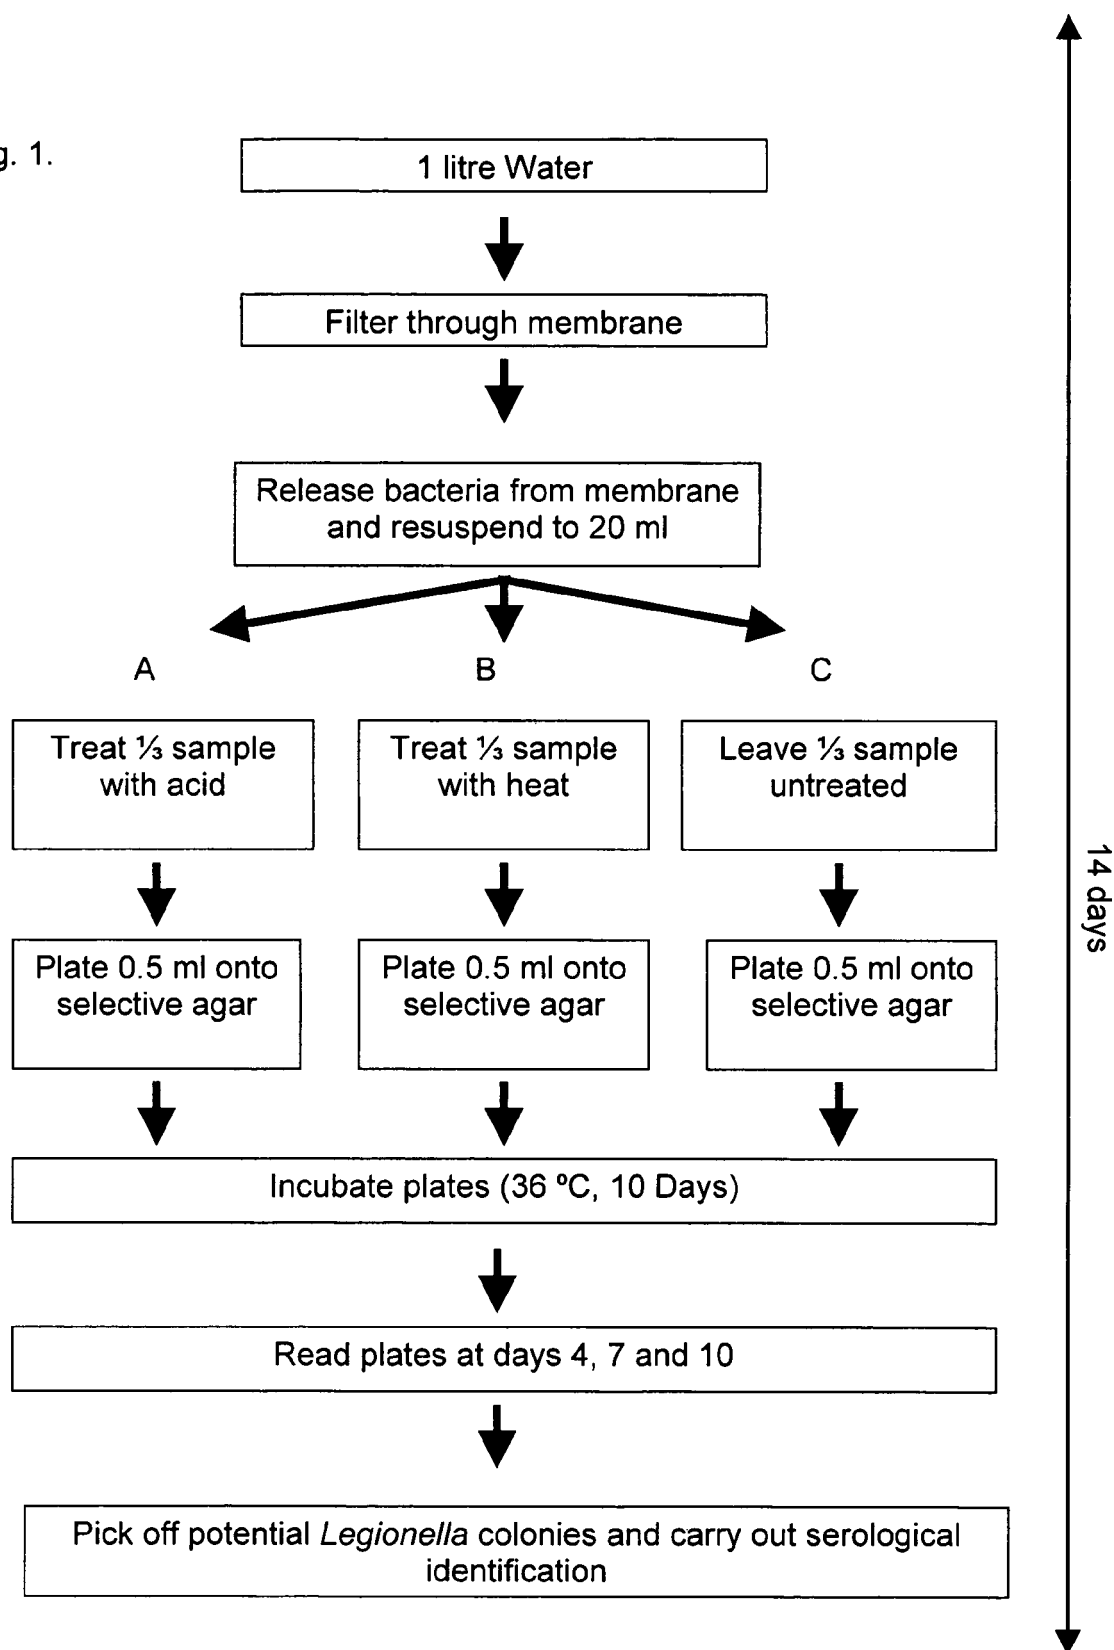 g. 1.
1 litre Water
Filter through membrane
Release bacteria from membrane
and resuspend to 20 ml
A
B
C
Treat ⅓ sample
with acid
Treat ⅓ sample
with heat
Leave ⅓ sample
untreated
Plate 0.5 ml onto
selective agar
Plate 0.5 ml onto
selective agar
Plate 0.5 ml onto
selective agar
Incubate plates (36 ºC, 10 Days)
Read plates at days 4, 7 and 10
Pick off potential Legionella colonies and carry out serological
identification
14 days